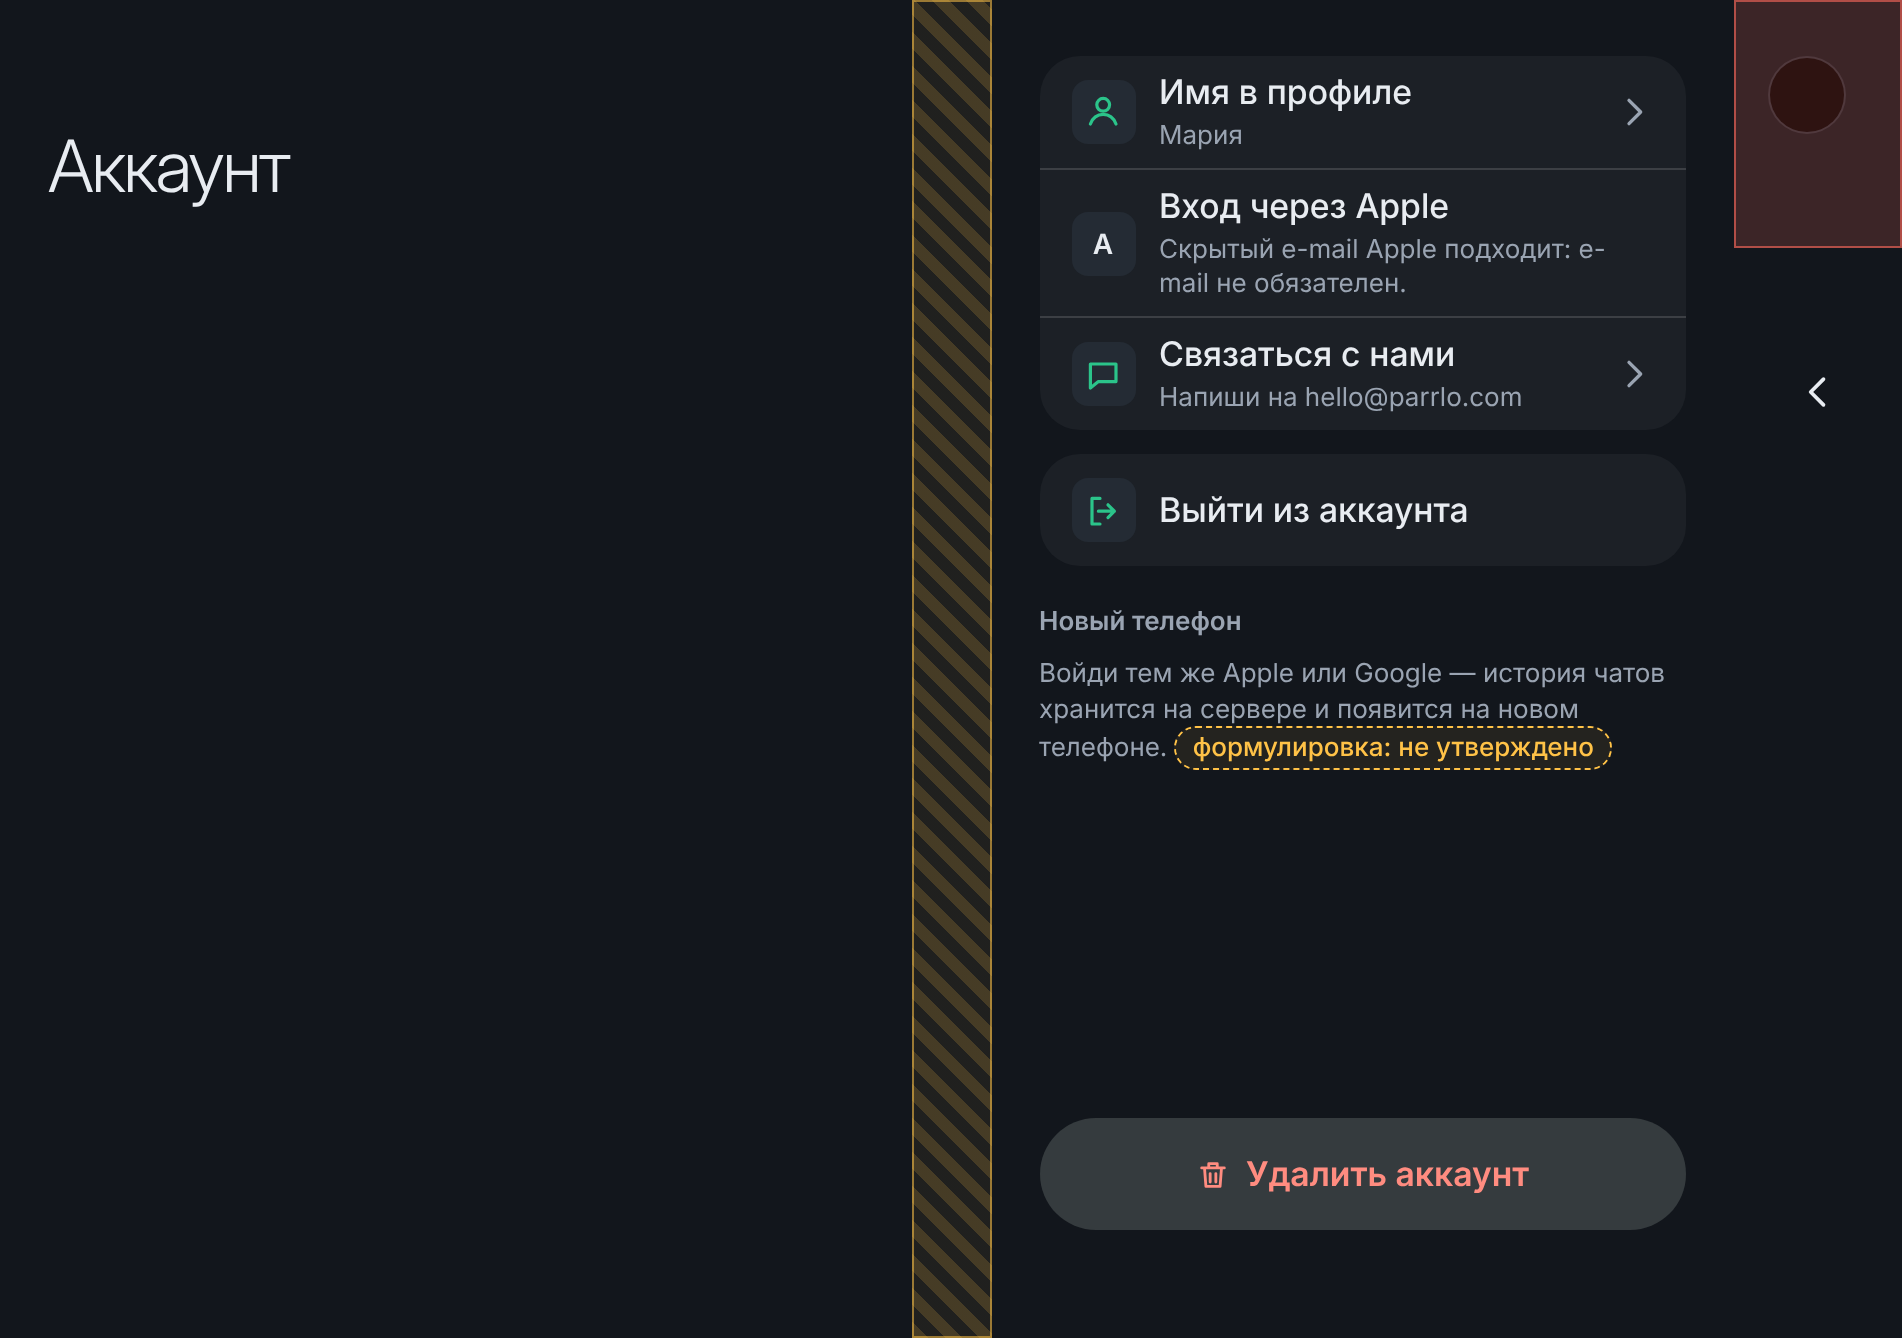 Аккаунт
Имя в профиле
Мария
A
Вход через Apple
Скрытый e-mail Apple подходит: e-
mail не обязателен.
Связаться с нами
Напиши на hello@parrlo.com
Выйти из аккаунта
Новый телефон
Войди тем же Apple или Google — история чатов
хранится на сервере и появится на новом
телефоне. формулировка: не утверждено
Удалить аккаунт